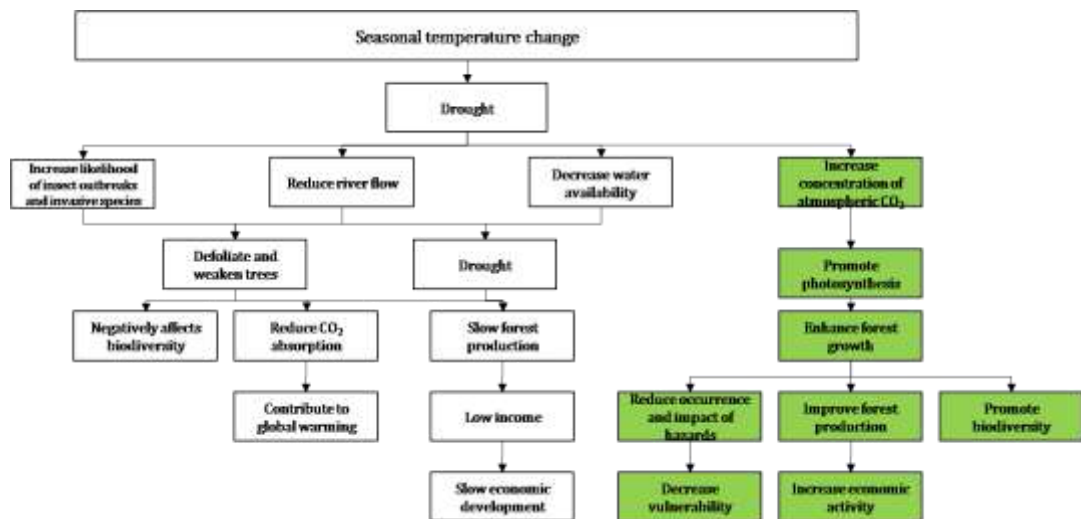 Seasonal temperature change
Drought
Increase likelihood
of insect outbreaks
and invasive species
Reduce river flow
Decrease water
availability
Increase
concentration of
atmospheric CO₂
Defoliate and
weaken trees
Drought
Promote
photosynthesis
Negatively affects
biodiversity
Reduce CO₂
absorption
Slow forest
production
Enhance forest
growth
Contribute to
global warming
Low income
Reduce occurrence
and impact of
hazards
Improve forest
production
Promote
biodiversity
Slow economic
development
Decrease
vulnerability
Increase economic
activity